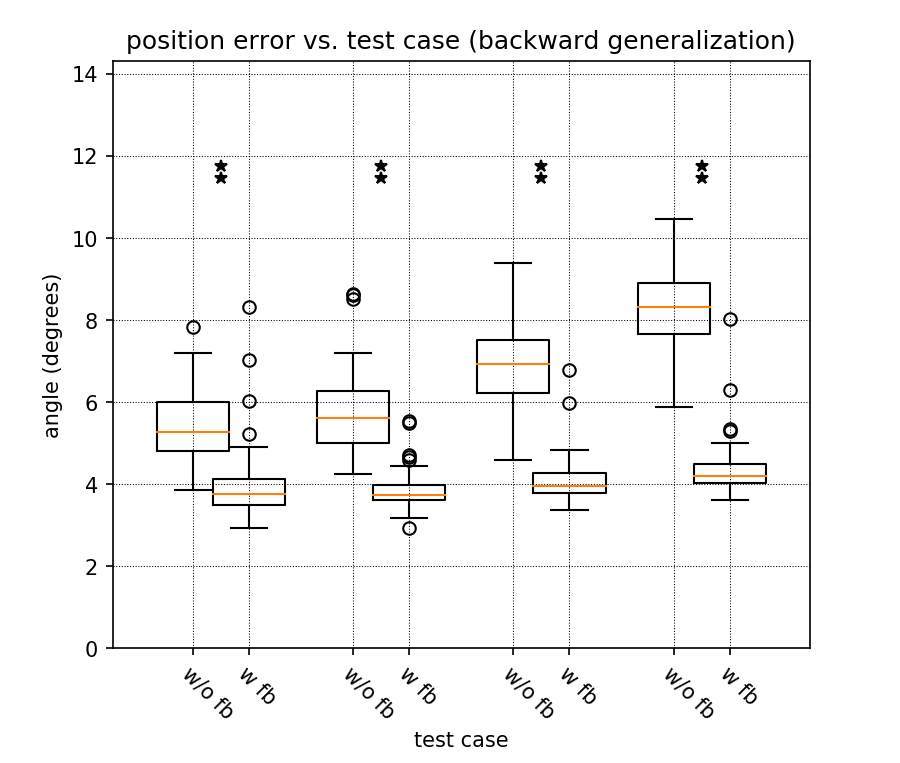 position error vs. test case (backward generalization)
14
12
10
8
6
4
2
0
angle (degrees)
w/o fb
w fb
w/o fb
w fb
w/o fb
w fb
w/o fb
w fb
test case